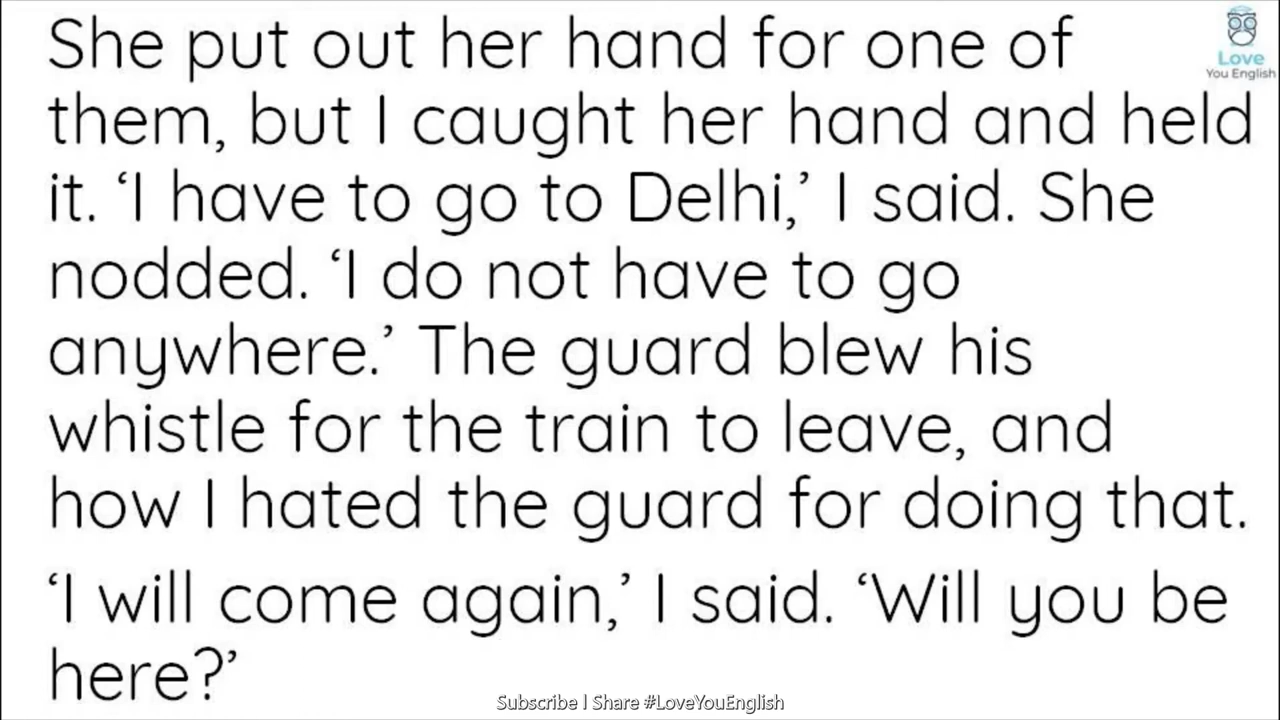 She put out her hand for one of
them, but I caught her hand and held
it. ‘I have to go to Delhi,’ I said. She
nodded. ‘I do not have to go
anywhere.’ The guard blew his
whistle for the train to leave, and
how I hated the guard for doing that.
‘I will come again,’ I said. ‘Will you be
here?’
Love
You English
Subscribe | Share #LoveYouEnglish